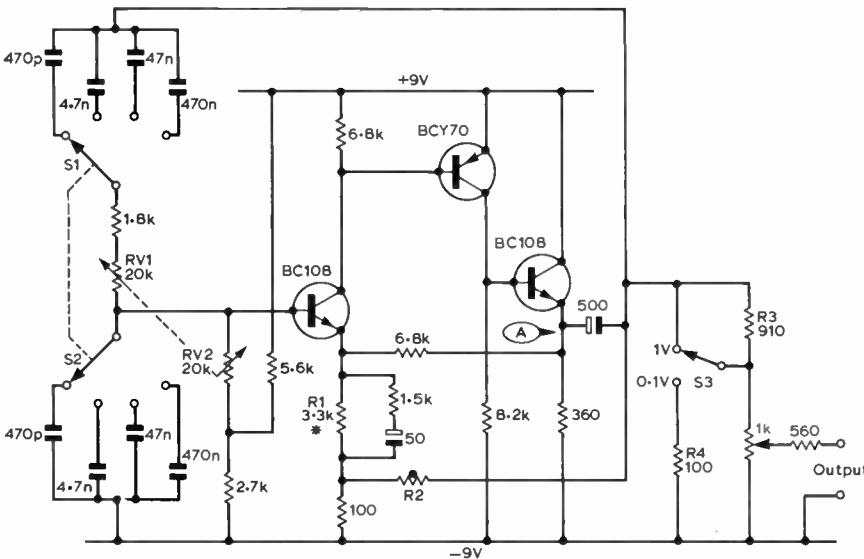 470p
47n
4.7n
470n
+9V
6.8k
BCY70
S1
1.8k
RV1
20k
BC108
BC108
500
A
6.8k
R3
910
S2
RV2
20k
5.6k
R1
3.3k
*
1.5k
50
1V
0.1V
S3
8.2k
360
1k
560
470p
47n
4.7n
470n
2.7k
100
R2
R4
100
Output
-9V